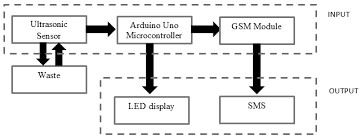 INPUT
Ultrasonic
Sensor
Arduino Uno
Microcontroller
GSM Module
Waste
OUTPUT
LED display
SMS